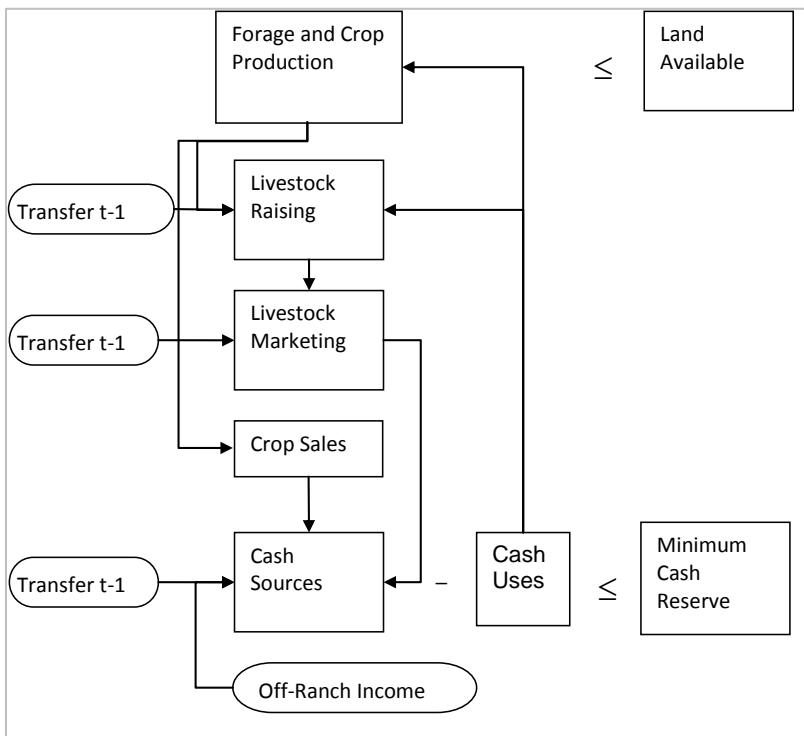 Forage and Crop
Production
≤
Land
Available
Transfer t-1
Livestock
Raising
Transfer t-1
Livestock
Marketing
Crop Sales
Transfer t-1
Cash
Sources
–
Cash
Uses
≤
Minimum
Cash
Reserve
Off-Ranch Income